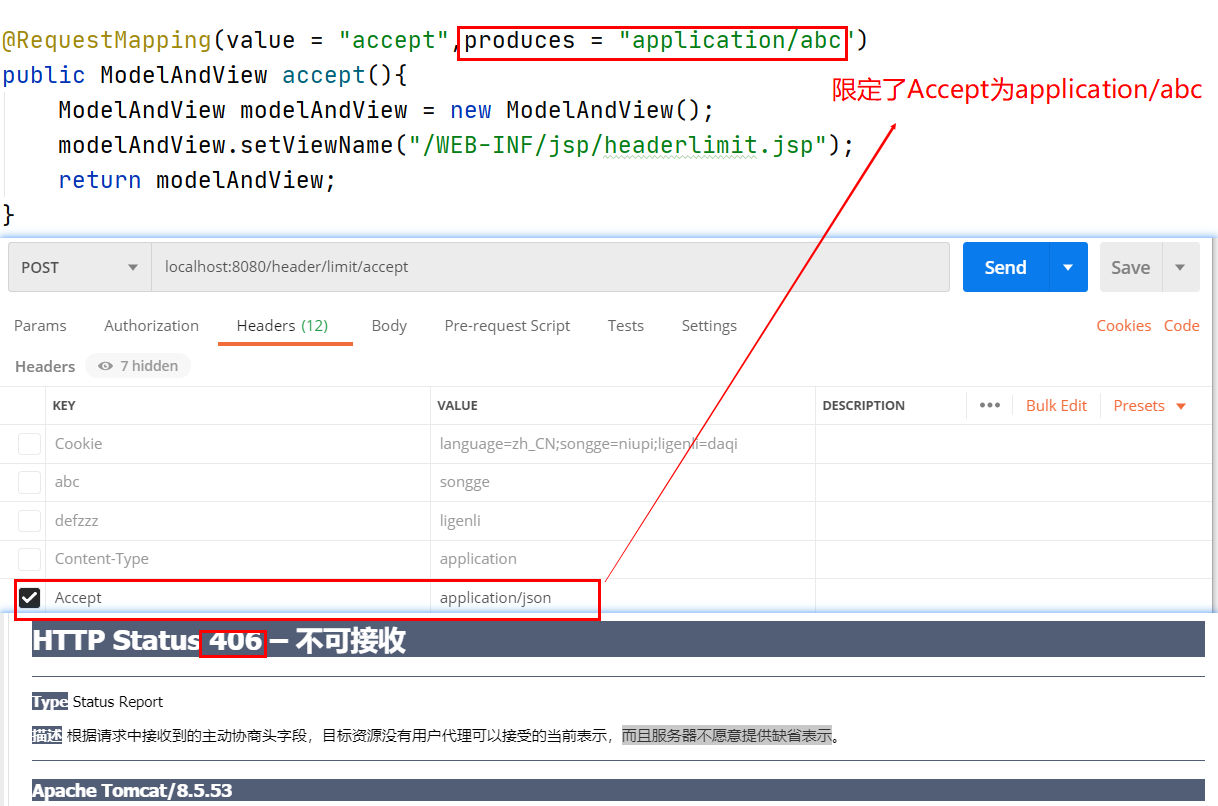 @RequestMapping(value = "accept",produces = "application/abc")
限定了Accept为application/abc
public ModelAndView accept(){
ModelAndView modelAndView = new ModelAndView();
modelAndView.setViewName("/WEB-INF/jsp/headerlimit.jsp");
return modelAndView;
}
POST localhost:8080/header/limit/accept Send Save
Params Authorization Headers (12) Body Pre-request Script Tests Settings Cookies Code
Headers 7 hidden
KEY VALUE DESCRIPTION ••• Bulk Edit Presets
Cookie language=zh_CN;songge=niupi;ligenli=daqi
abc songge
defzzz ligenli
Content-Type application
Accept application/json
HTTP Status 406 – 不可接收
Type Status Report
描述 根据请求中接收到的主动协商头字段，目标资源没有用户代理可以接受的当前表示，而且服务器不愿意提供缺省表示。
Apache Tomcat/8.5.53